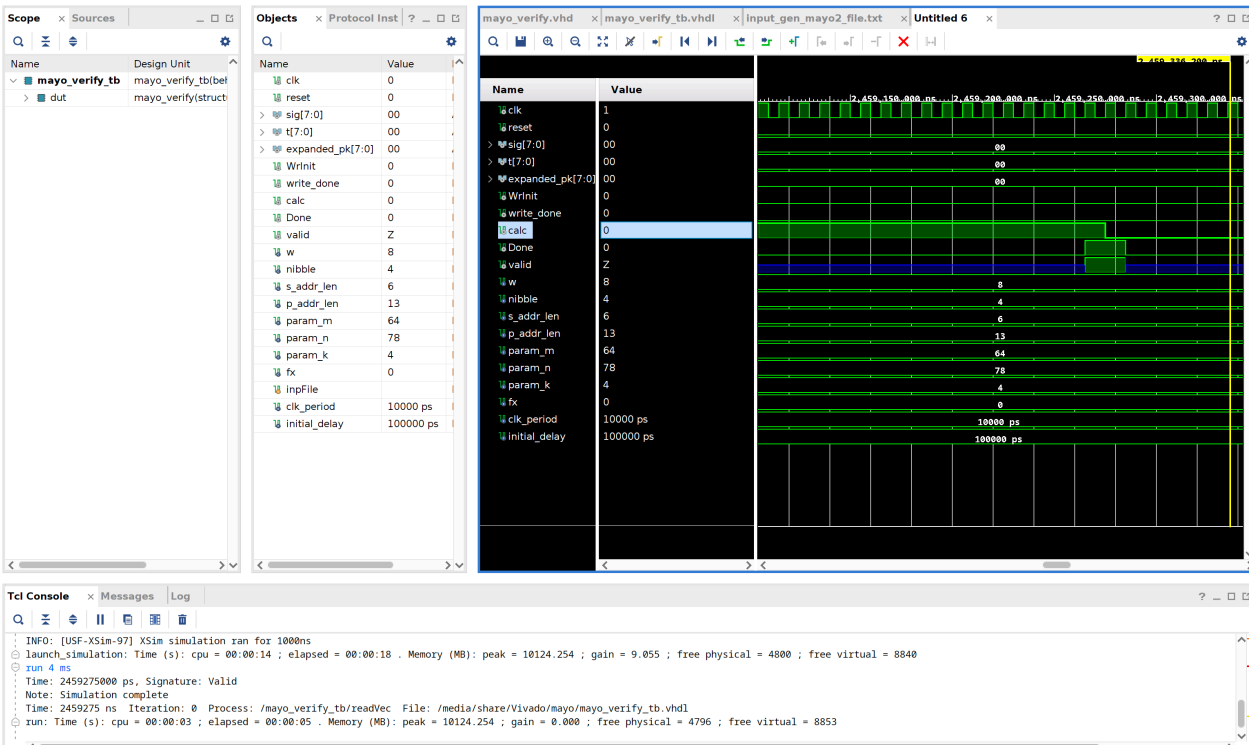 Scope × Sources
Name Design Unit
mayo_verify_tb mayo_verify_tb(beh
dut mayo_verify(struct
Objects × Protocol Inst ?
Name Value
clk 0
reset 0
sig[7:0] 00
t[7:0] 00
expanded_pk[7:0] 00
WrInit 0
write_done 0
calc 0
Done 0
valid Z
w 8
nibble 4
s_addr_len 6
p_addr_len 13
param_m 64
param_n 78
param_k 4
fx 0
inpFile
clk_period 10000 ps
initial_delay 100000 ps
mayo_verify.vhd × mayo_verify_tb.vhdl × input_gen_mayo2_file.txt × Untitled 6 × ?
2,459,336.200 ns
Name Value
2,459,150.000 ns 2,459,200.000 ns 2,459,250.000 ns 2,459,300.000 ns
clk 1
reset 0
sig[7:0] 00 00
t[7:0] 00 00
expanded_pk[7:0] 00 00
WrInit 0
write_done 0
calc 0
Done 0
valid Z
w 8 8
nibble 4 4
s_addr_len 6 6
p_addr_len 13 13
param_m 64 64
param_n 78 78
param_k 4 4
fx 0 0
clk_period 10000 ps 10000 ps
initial_delay 100000 ps 100000 ps
Tcl Console × Messages Log ?
INFO: [USF-XSim-97] XSim simulation ran for 1000ns
launch_simulation: Time (s): cpu = 00:00:14 ; elapsed = 00:00:18 . Memory (MB): peak = 10124.254 ; gain = 9.055 ; free physical = 4800 ; free virtual = 8840
run 4 ms
Time: 2459275000 ps, Signature: Valid
Note: Simulation complete
Time: 2459275 ns Iteration: 0 Process: /mayo_verify_tb/readVec File: /media/share/Vivado/mayo/mayo_verify_tb.vhdl
run: Time (s): cpu = 00:00:03 ; elapsed = 00:00:05 . Memory (MB): peak = 10124.254 ; gain = 0.000 ; free physical = 4796 ; free virtual = 8853